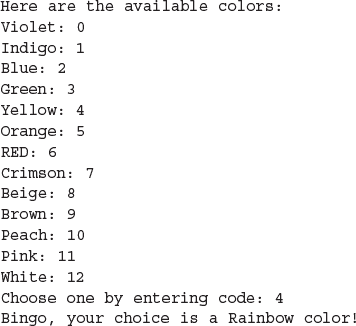 Here are the available colors:
Violet: 0
Indigo: 1
Blue: 2
Green: 3
Yellow: 4
Orange: 5
RED: 6
Crimson: 7
Beige: 8
Brown: 9
Peach: 10
Pink: 11
White: 12
Choose one by entering code: 4
Bingo, your choice is a Rainbow color!